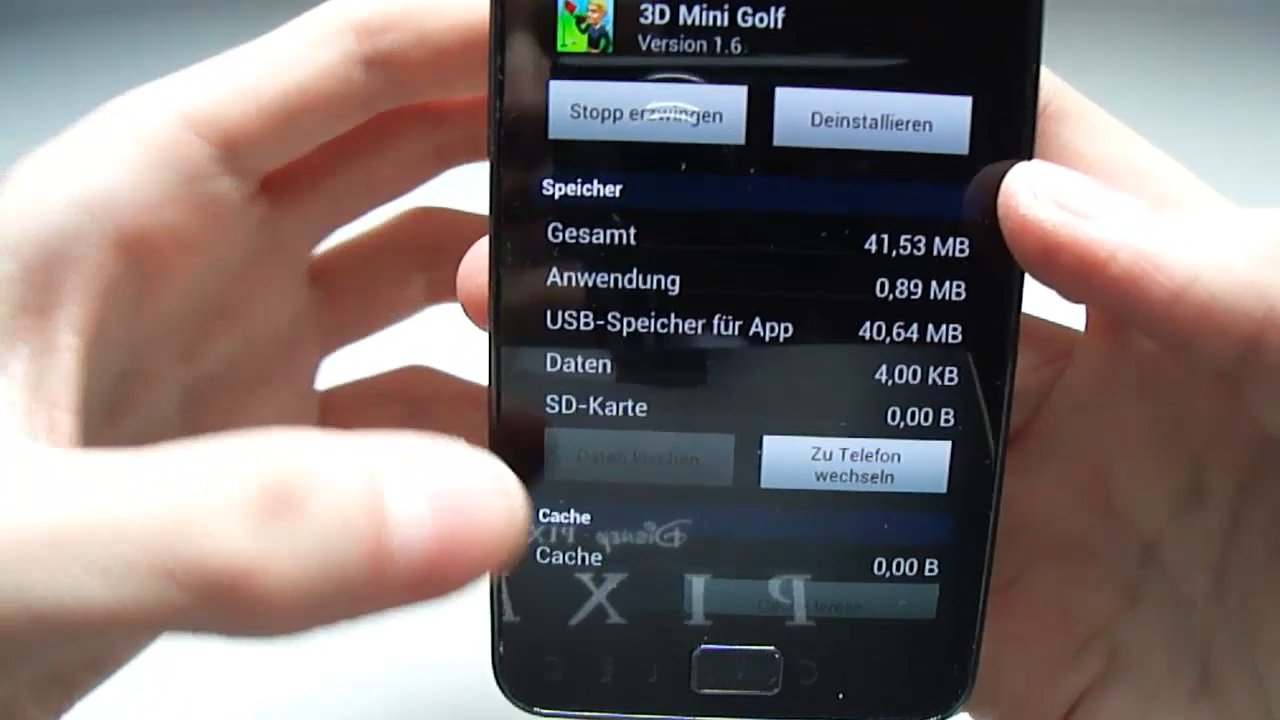 3D Mini Golf
Version 1.6
Stopp erzwingen
Deinstallieren
Speicher
Gesamt 41,53 MB
Anwendung 0,89 MB
USB-Speicher für App 40,64 MB
Daten 4,00 KB
SD-Karte 0,00 B
Daten löschen
Zu Telefon
wechseln
Cache
Disney · PIX
Cache 0,00 B
P I X A